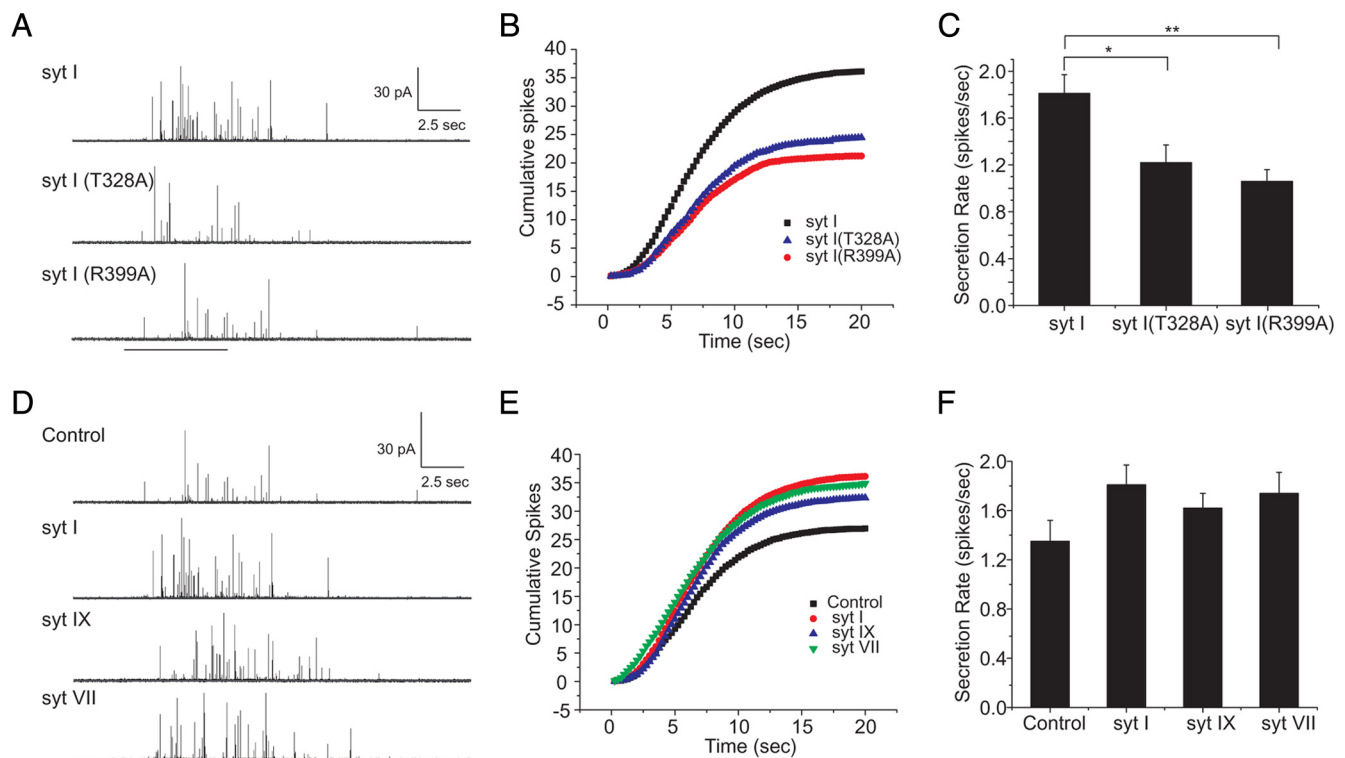 A
syt I
30 pA
2.5 sec
syt I (T328A)
syt I (R399A)
B
Cumulative spikes
40
35
30
25
20
15
10
5
0
-5
syt I
syt I(T328A)
syt I(R399A)
0 5 10 15 20
Time (sec)
C
**
*
Secretion Rate (spikes/sec)
2.0
1.6
1.2
0.8
0.4
0.0
syt I syt I(T328A) syt I(R399A)
D
Control
30 pA
2.5 sec
syt I
syt IX
syt VII
E
Cumulative Spikes
40
35
30
25
20
15
10
5
0
-5
Control
syt I
syt IX
syt VII
0 5 10 15 20
Time (sec)
F
Secretion Rate (spikes/sec)
2.0
1.6
1.2
0.8
0.4
0.0
Control syt I syt IX syt VII